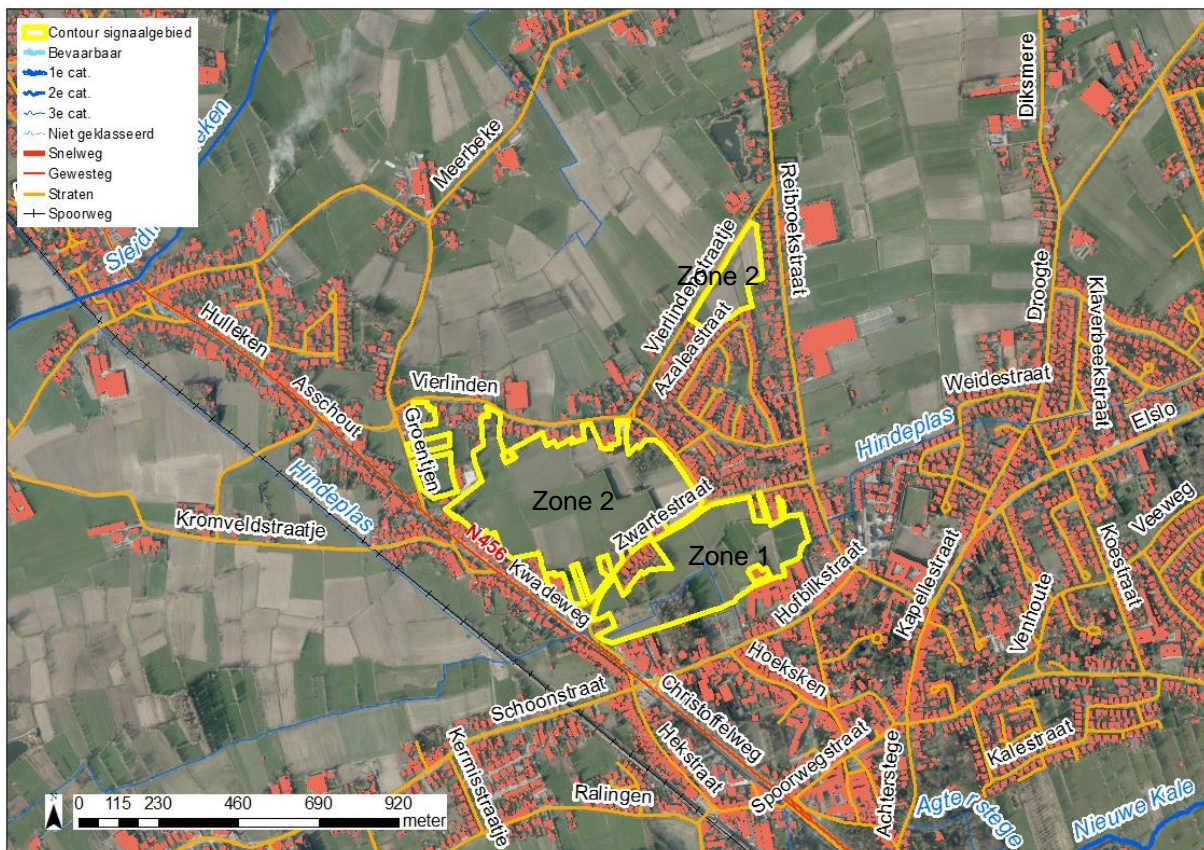 Contour signaalgebied
Bevaarbaar
1e cat.
2e cat.
3e cat.
Niet geklasseerd
Snelweg
Gewesteg
Straten
Spoorweg
Meerbeke
Diksmere
Reibroekstraat
Vierlindenstraatje
Zone 2
Azaleastraat
Droogte
Klaverbeekstraat
Hulleken
Asschout
Vierlinden
Weidestraat
Elslo
Groentjen
Hindeplas
Hindeplas
Zone 2
Zwartestraat
Zone 1
Kromveldstraatje
N456
Kwadeweg
Hofbilkstraat
Kapellestraat
Koestraat
Veeweg
Venhoute
Hoeksken
Schoonstraat
Christoffelweg
Kermisstraatje
Hekstraat
Spoorwegstraat
Kalestraat
Achterstege
Agterstege
Nieuwe Kale
Ralingen
N
0 115 230 460 690 920
meter